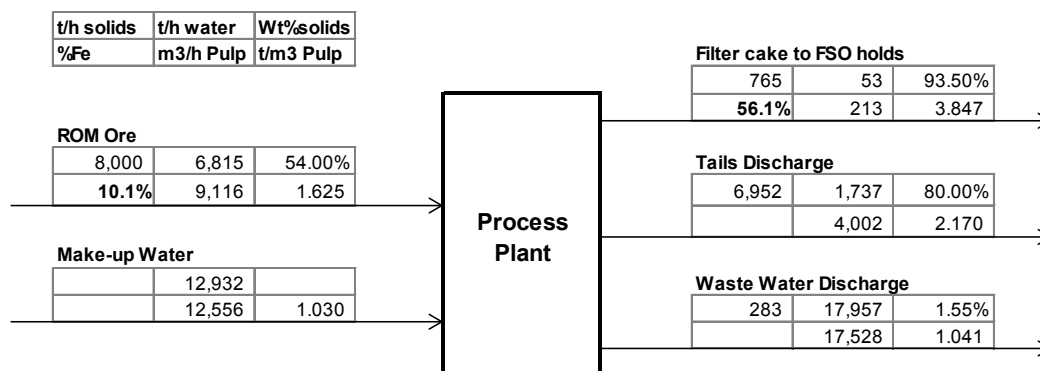 t/h solids t/h water Wt%solids
%Fe m3/h Pulp t/m3 Pulp
ROM Ore
8,000 6,815 54.00%
10.1% 9,116 1.625
Make-up Water
12,932
12,556 1.030
Process
Plant
Filter cake to FSO holds
765 53 93.50%
56.1% 213 3.847
Tails Discharge
6,952 1,737 80.00%
4,002 2.170
Waste Water Discharge
283 17,957 1.55%
17,528 1.041